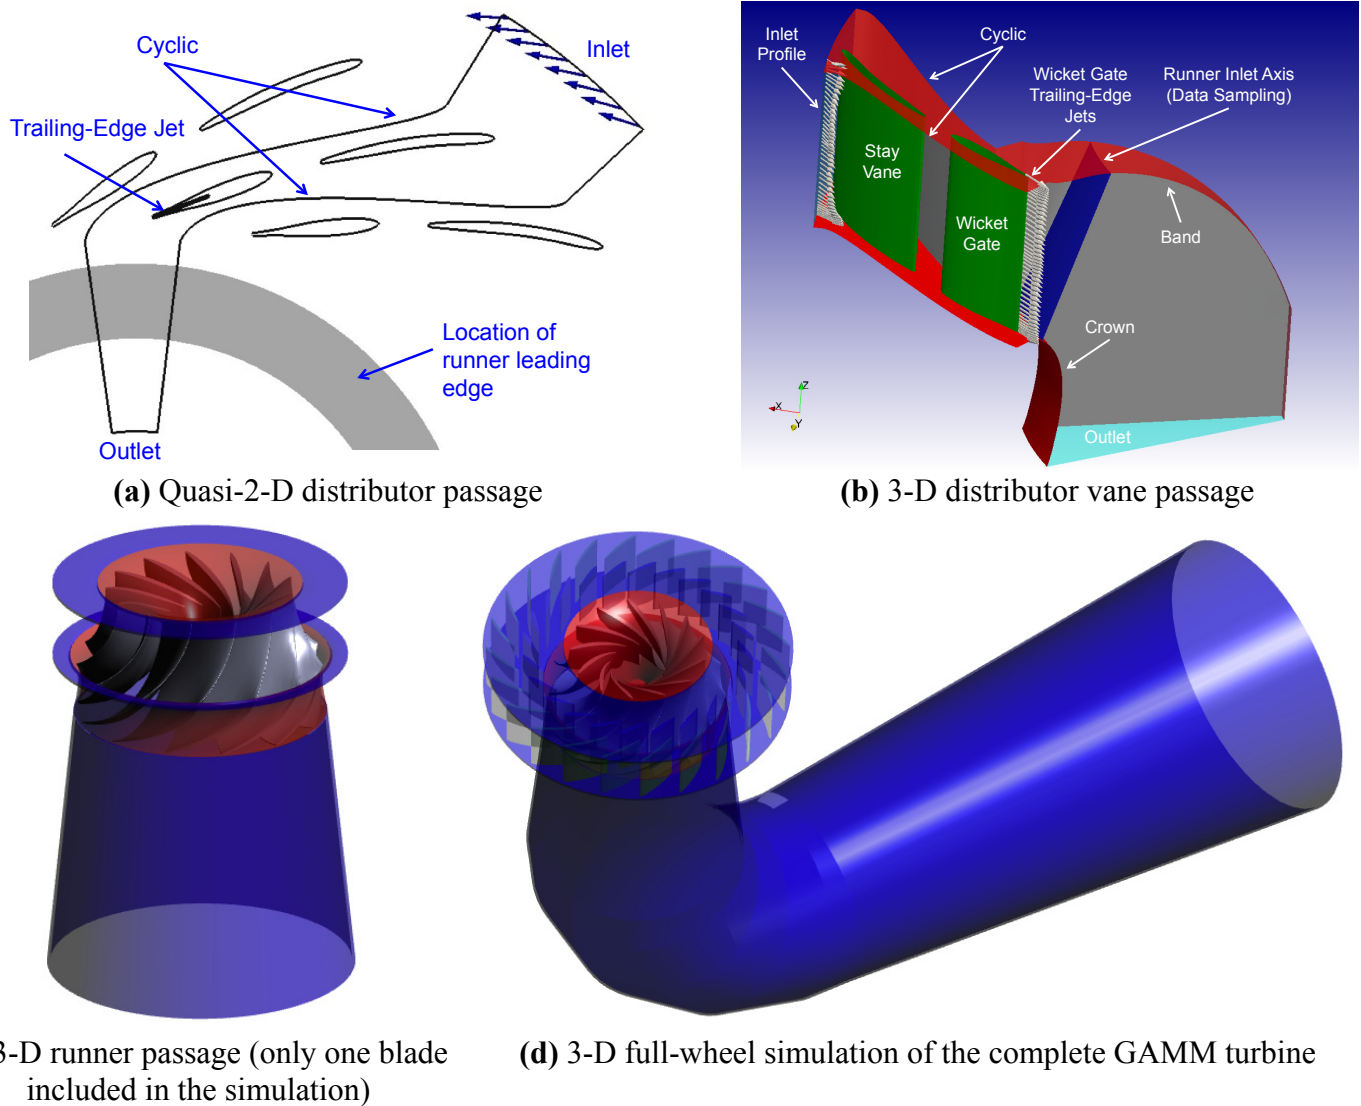 Cyclic
Inlet
Trailing-Edge Jet
Location of
runner leading
edge
Outlet
(a) Quasi-2-D distributor passage
Inlet
Profile
Cyclic
Wicket Gate
Trailing-Edge
Jets
Runner Inlet Axis
(Data Sampling)
Stay
Vane
Wicket
Gate
Band
Crown
Z
X
Y
Outlet
(b) 3-D distributor vane passage
3-D runner passage (only one blade
included in the simulation)
(d) 3-D full-wheel simulation of the complete GAMM turbine